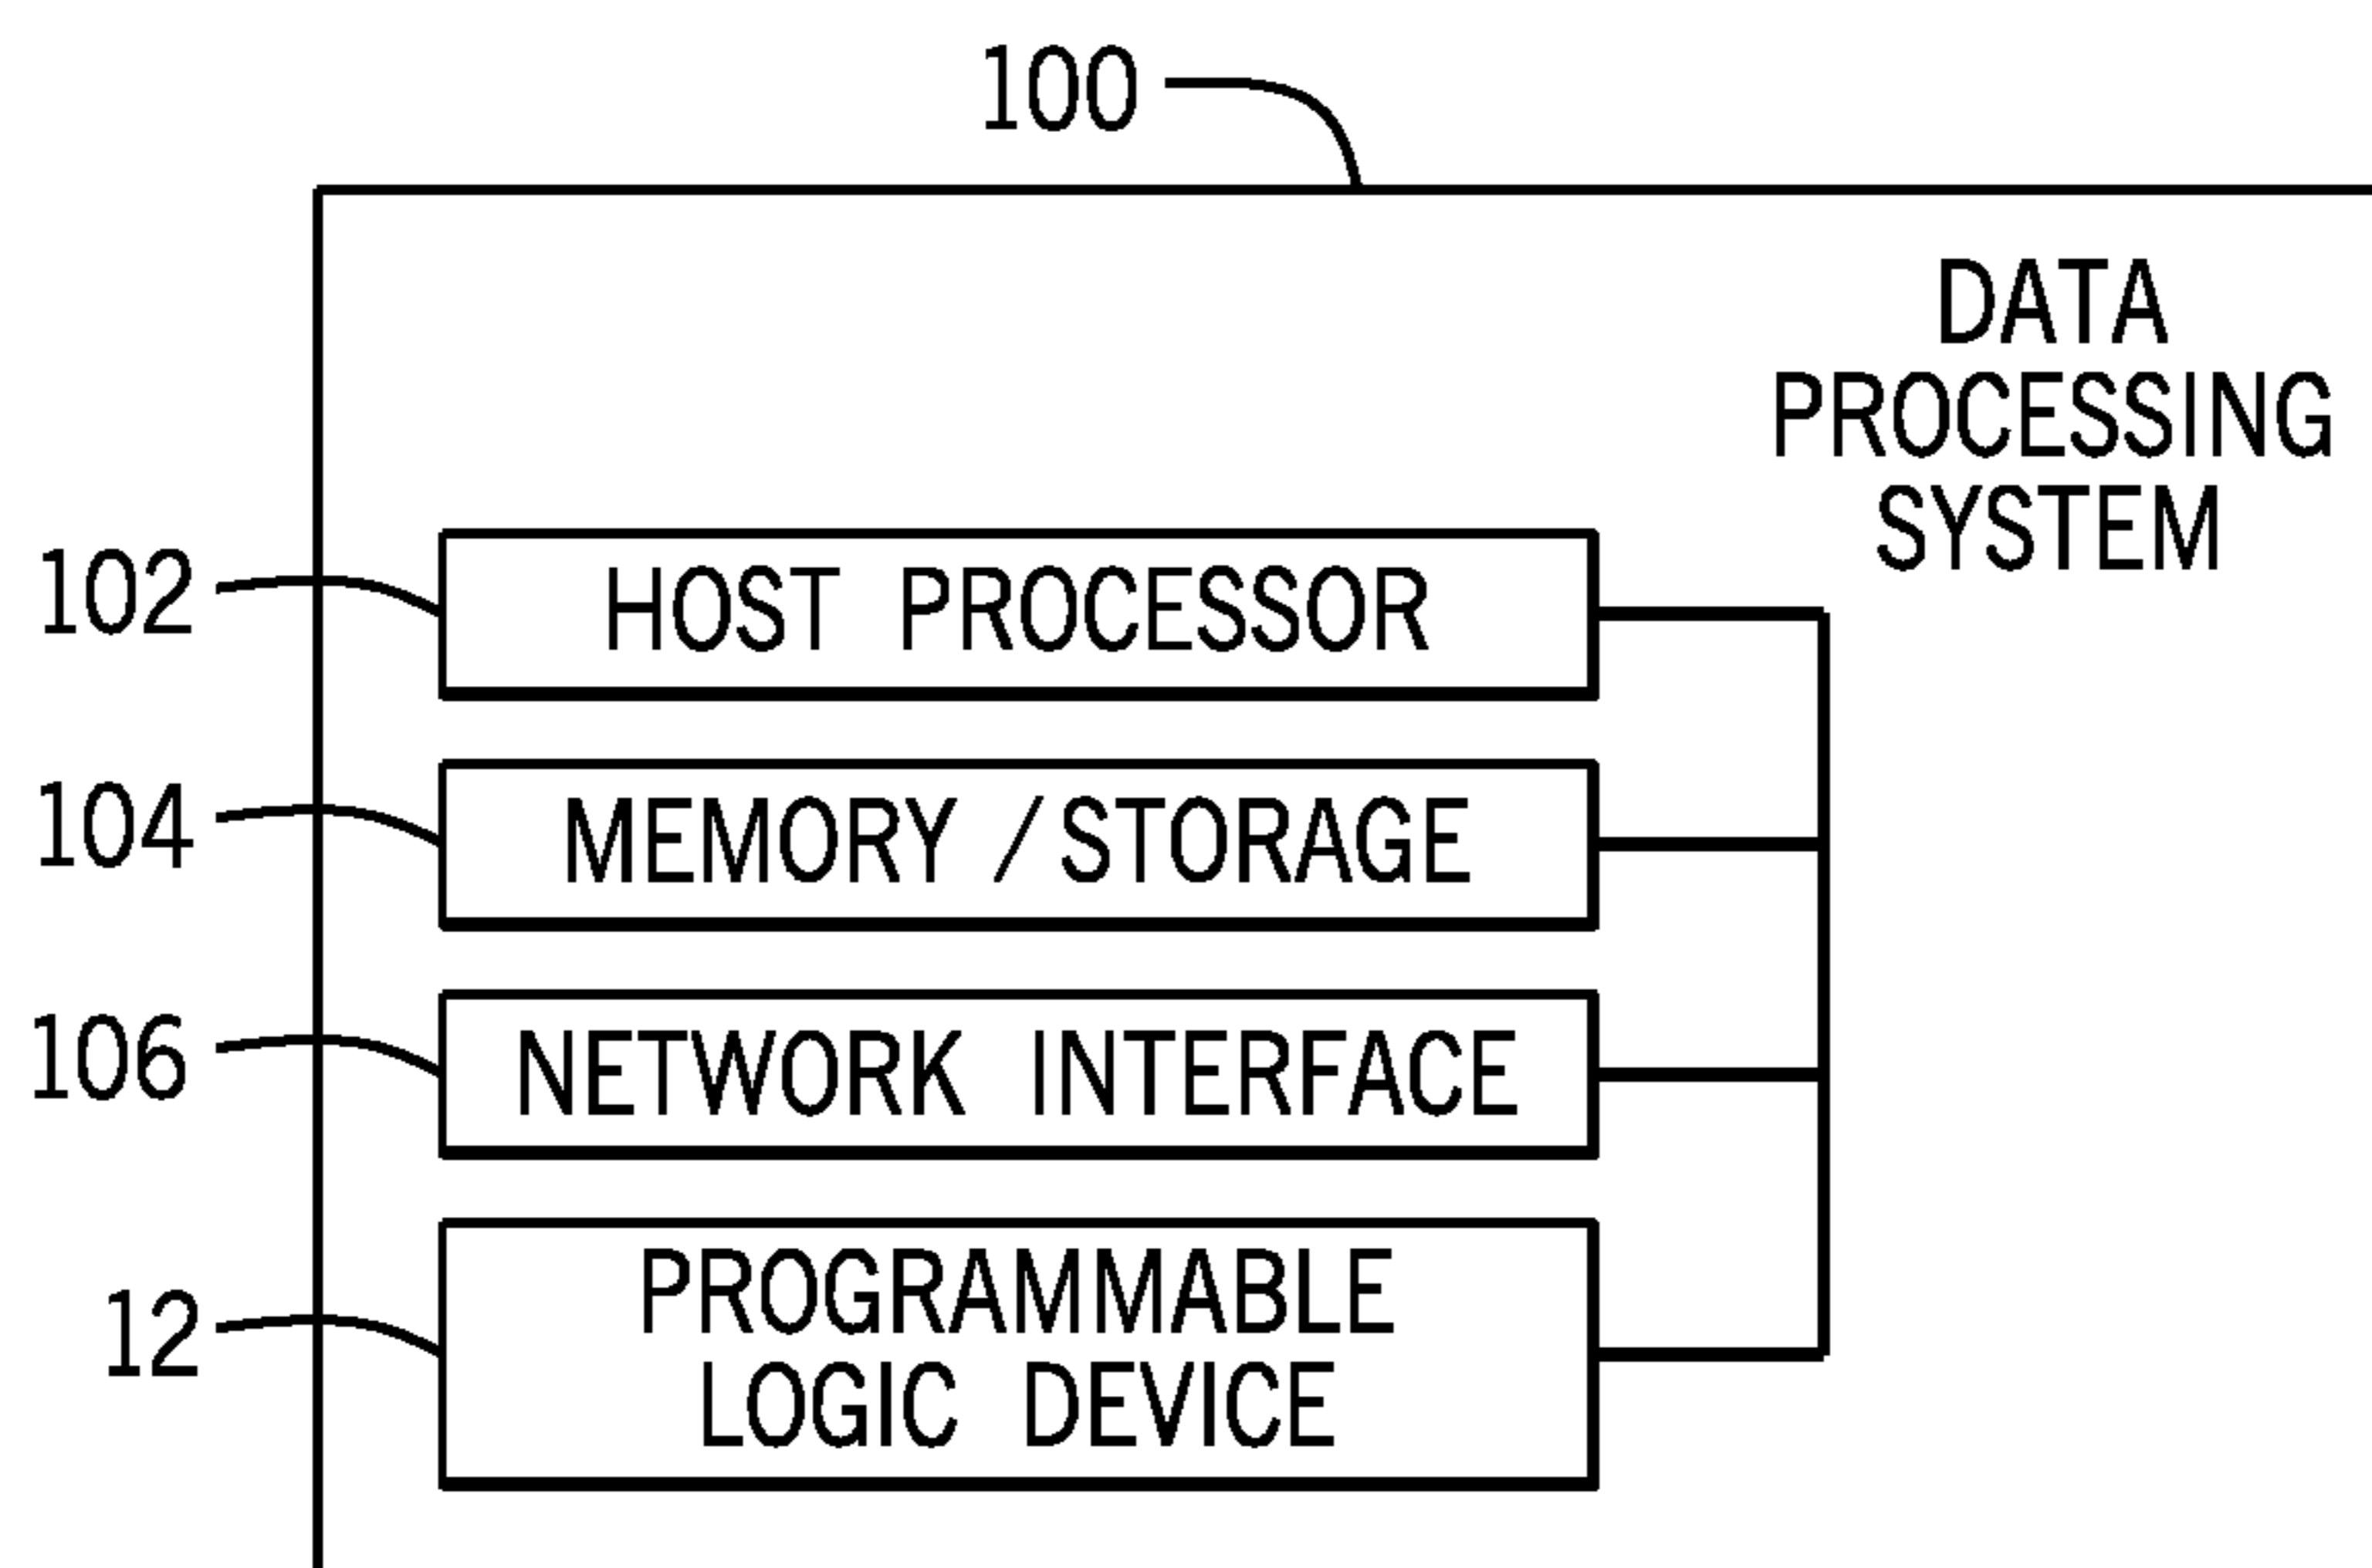 100
DATA
PROCESSING
SYSTEM
102
HOST PROCESSOR
104
MEMORY / STORAGE
106
NETWORK INTERFACE
12
PROGRAMMABLE
LOGIC DEVICE